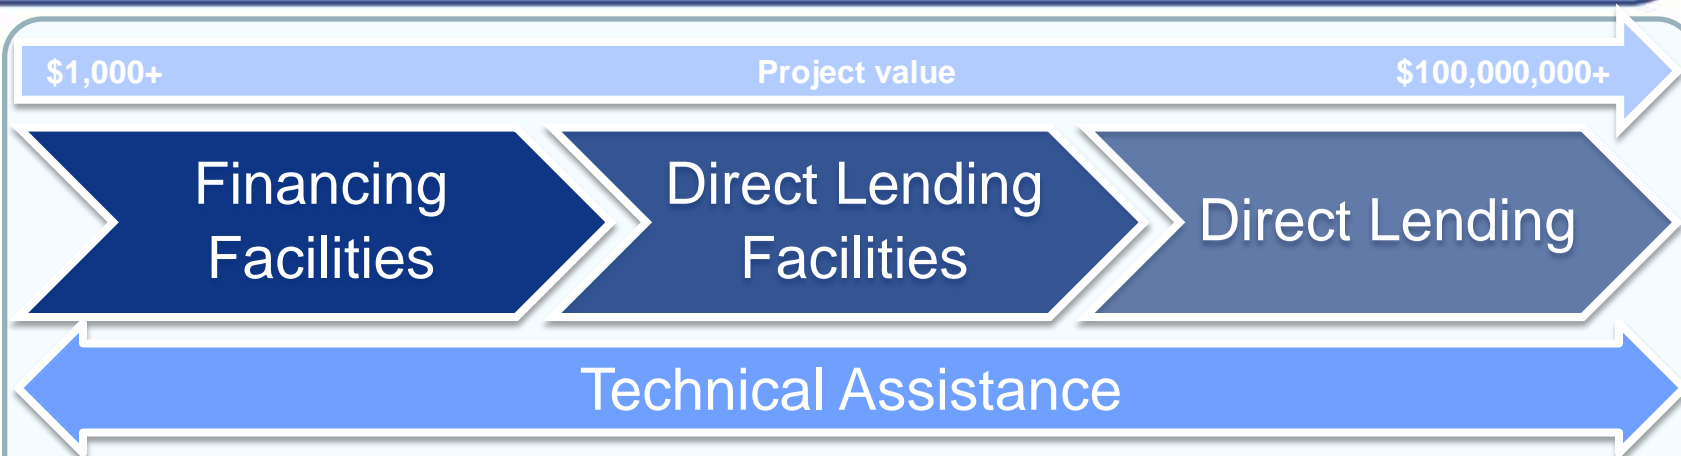 $1,000+ Project value $100,000,000+
Financing
Facilities
Direct Lending
Facilities
Direct Lending
Technical Assistance